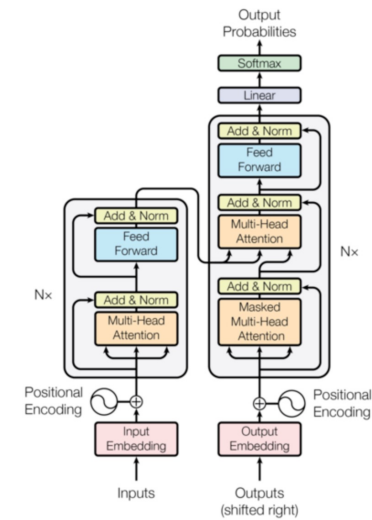 Output
Probabilities
Softmax
Linear
Add & Norm
Feed
Forward
Add & Norm
Multi-Head
Attention
Add & Norm
Masked
Multi-Head
Attention
N×
Add & Norm
Feed
Forward
Add & Norm
Multi-Head
Attention
N×
Positional
Encoding
Positional
Encoding
Input
Embedding
Output
Embedding
Inputs
Outputs
(shifted right)